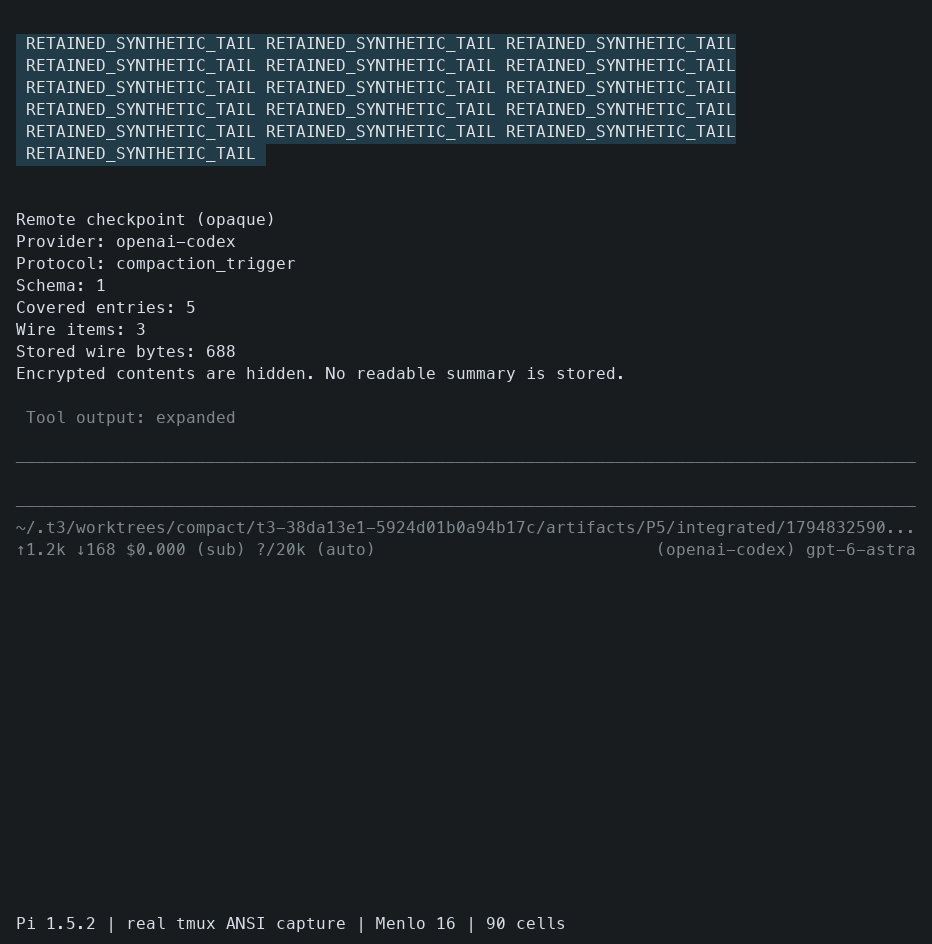 RETAINED_SYNTHETIC_TAIL RETAINED_SYNTHETIC_TAIL RETAINED_SYNTHETIC_TAIL
RETAINED_SYNTHETIC_TAIL RETAINED_SYNTHETIC_TAIL RETAINED_SYNTHETIC_TAIL
RETAINED_SYNTHETIC_TAIL RETAINED_SYNTHETIC_TAIL RETAINED_SYNTHETIC_TAIL
RETAINED_SYNTHETIC_TAIL RETAINED_SYNTHETIC_TAIL RETAINED_SYNTHETIC_TAIL
RETAINED_SYNTHETIC_TAIL RETAINED_SYNTHETIC_TAIL RETAINED_SYNTHETIC_TAIL
RETAINED_SYNTHETIC_TAIL
Remote checkpoint (opaque)
Provider: openai-codex
Protocol: compaction_trigger
Schema: 1
Covered entries: 5
Wire items: 3
Stored wire bytes: 688
Encrypted contents are hidden. No readable summary is stored.
Tool output: expanded
~/.t3/worktrees/compact/t3-38da13e1-5924d01b0a94b17c/artifacts/P5/integrated/1794832590...
↑1.2k ↓168 $0.000 (sub) ?/20k (auto) (openai-codex) gpt-6-astra
Pi 1.5.2 | real tmux ANSI capture | Menlo 16 | 90 cells